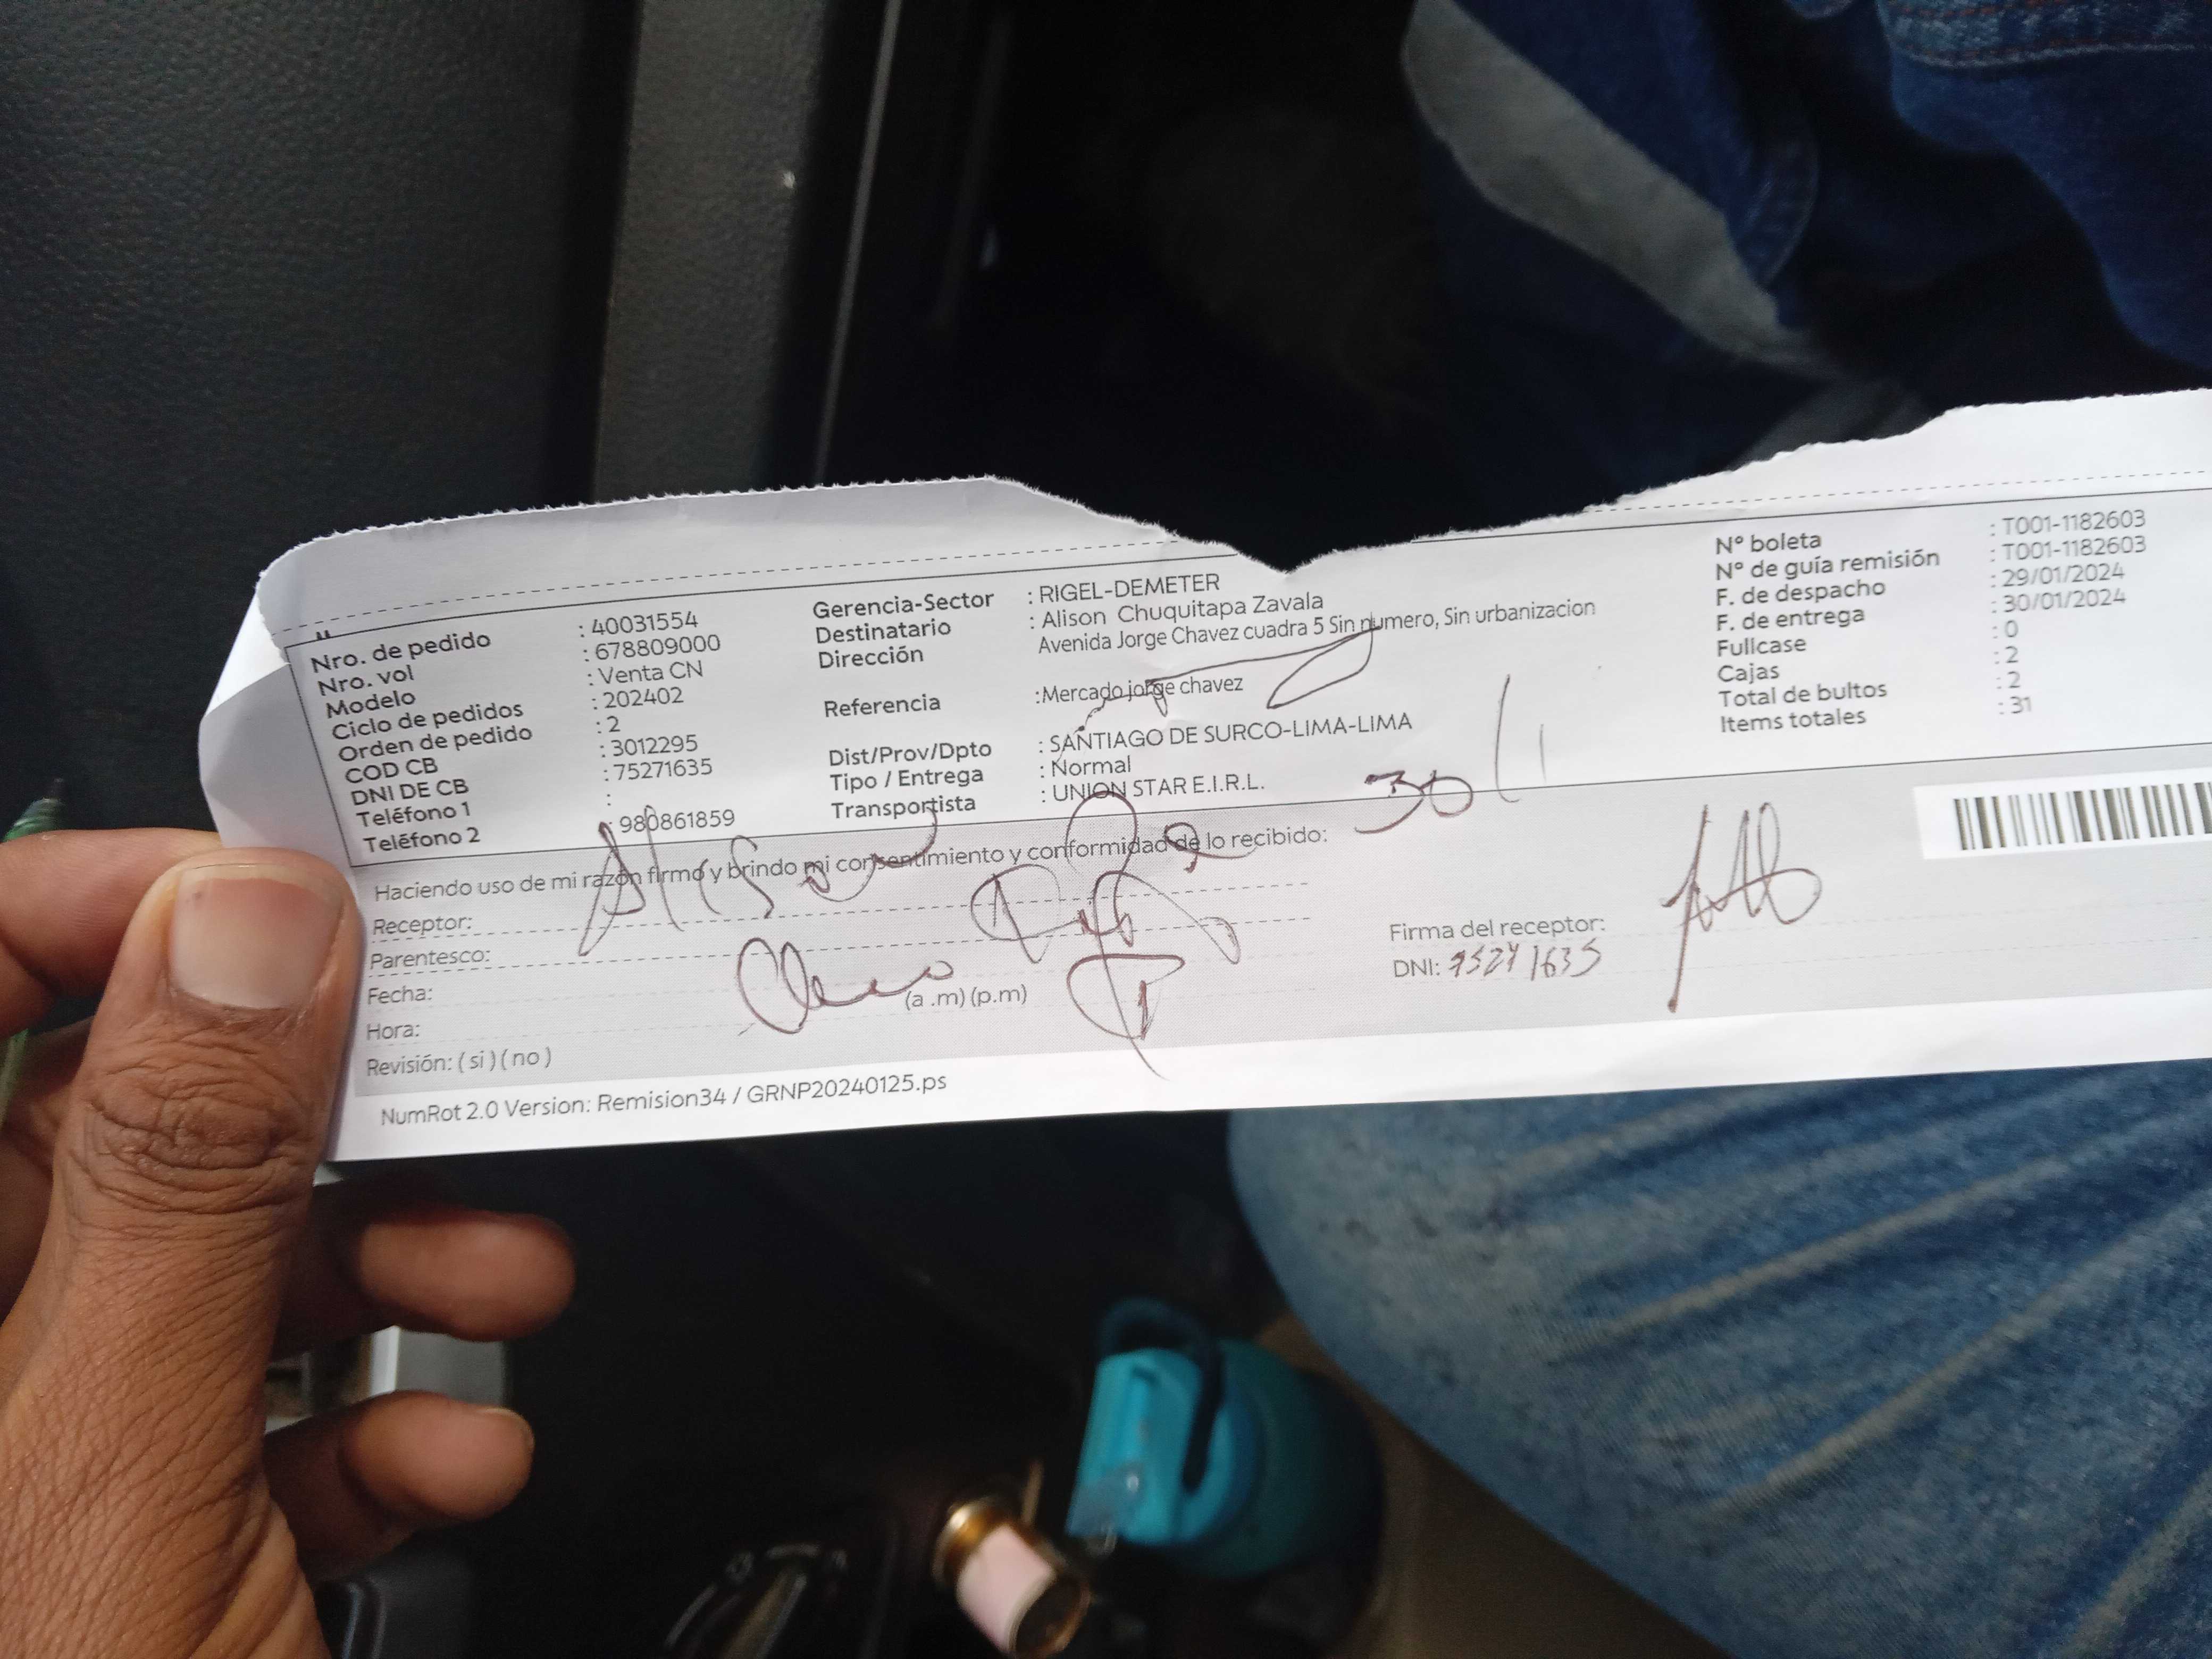 Nro. de pedido : 40031554
Nro. vol : 678809000
Modelo : Venta CN
Ciclo de pedidos : 202402
Orden de pedido : 2
COD CB : 3012295
DNI DE CB : 75271635
Teléfono 1 :
Teléfono 2 : 980861859
Gerencia-Sector : RIGEL-DEMETER
Destinatario : Alison Chuquitapa Zavala
Dirección Avenida Jorge Chavez cuadra 5 Sin numero, Sin urbanizacion
Referencia :Mercado jorge chavez
Dist/Prov/Dpto : SANTIAGO DE SURCO-LIMA-LIMA
Tipo / Entrega : Normal
Transportista : UNION STAR E.I.R.L.
Nº boleta : T001-1182603
Nº de guía remisión : T001-1182603
F. de despacho : 29/01/2024
F. de entrega : 30/01/2024
Fullcase : 0
Cajas : 2
Total de bultos : 2
Items totales : 31
30/1
Haciendo uso de mi razón firmo y brindo mi consentimiento y conformidad de lo recibido:
Receptor: Alison
Parentesco:
Fecha:
Hora: (a .m) (p.m)
Revisión: ( si ) ( no )
Firma del receptor:
DNI: 75271635
NumRot 2.0 Version: Remision34 / GRNP20240125.ps